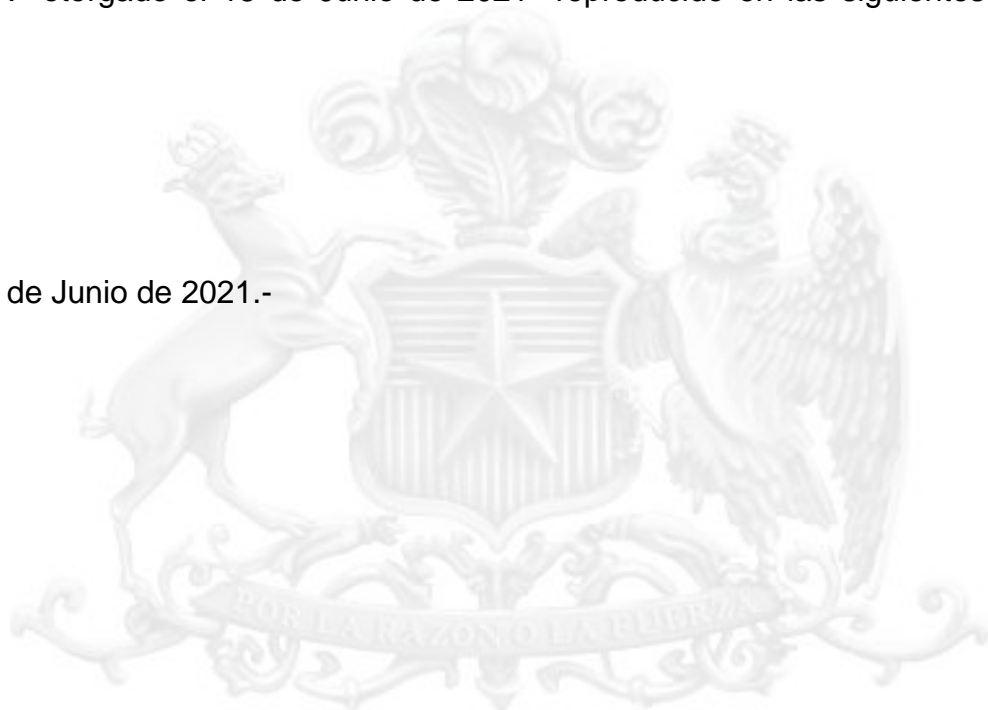 otorgado el de Junio de 2021 reproducido en las siguientes
de Junio de 2021.-
POR LA RAZON O LA FUERZA